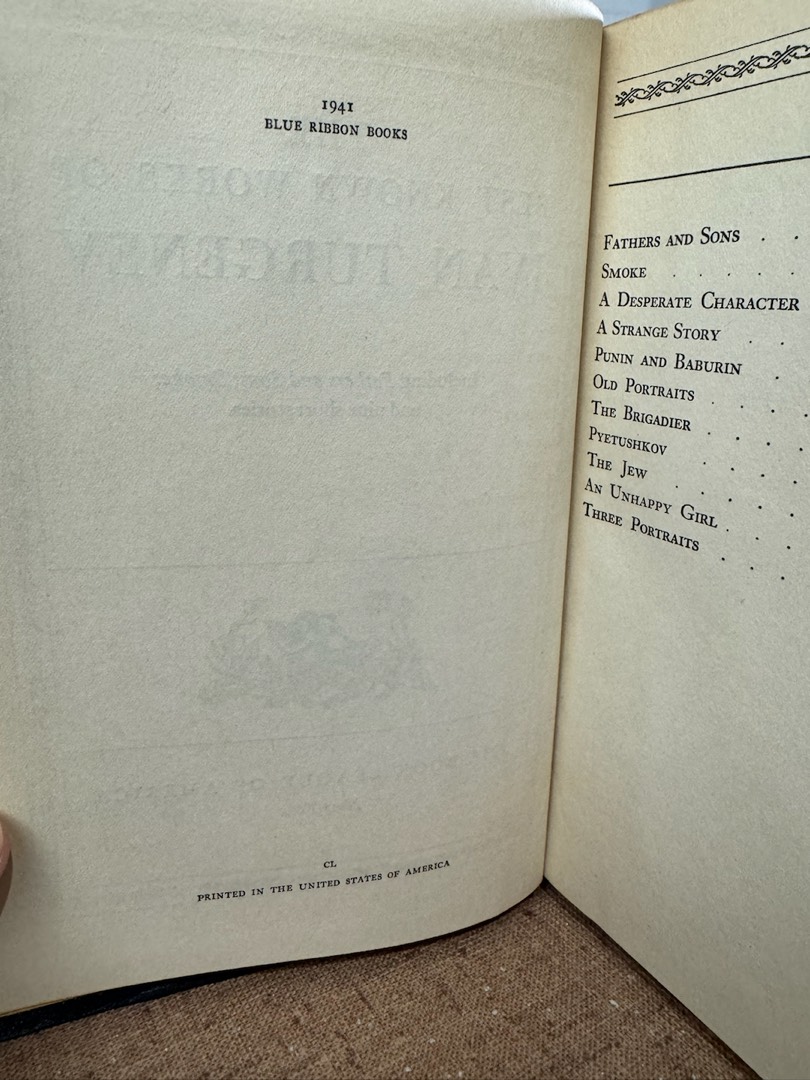 1941
BLUE RIBBON BOOKS
CL
PRINTED IN THE UNITED STATES OF AMERICA
FATHERS AND SONS . .
SMOKE . . . . .
A DESPERATE CHARACTER
A STRANGE STORY . .
PUNIN AND BABURIN .
OLD PORTRAITS . . . .
THE BRIGADIER . . . .
PYETUSHKOV . . . .
THE JEW . . . . .
AN UNHAPPY GIRL . . .
THREE PORTRAITS . . .